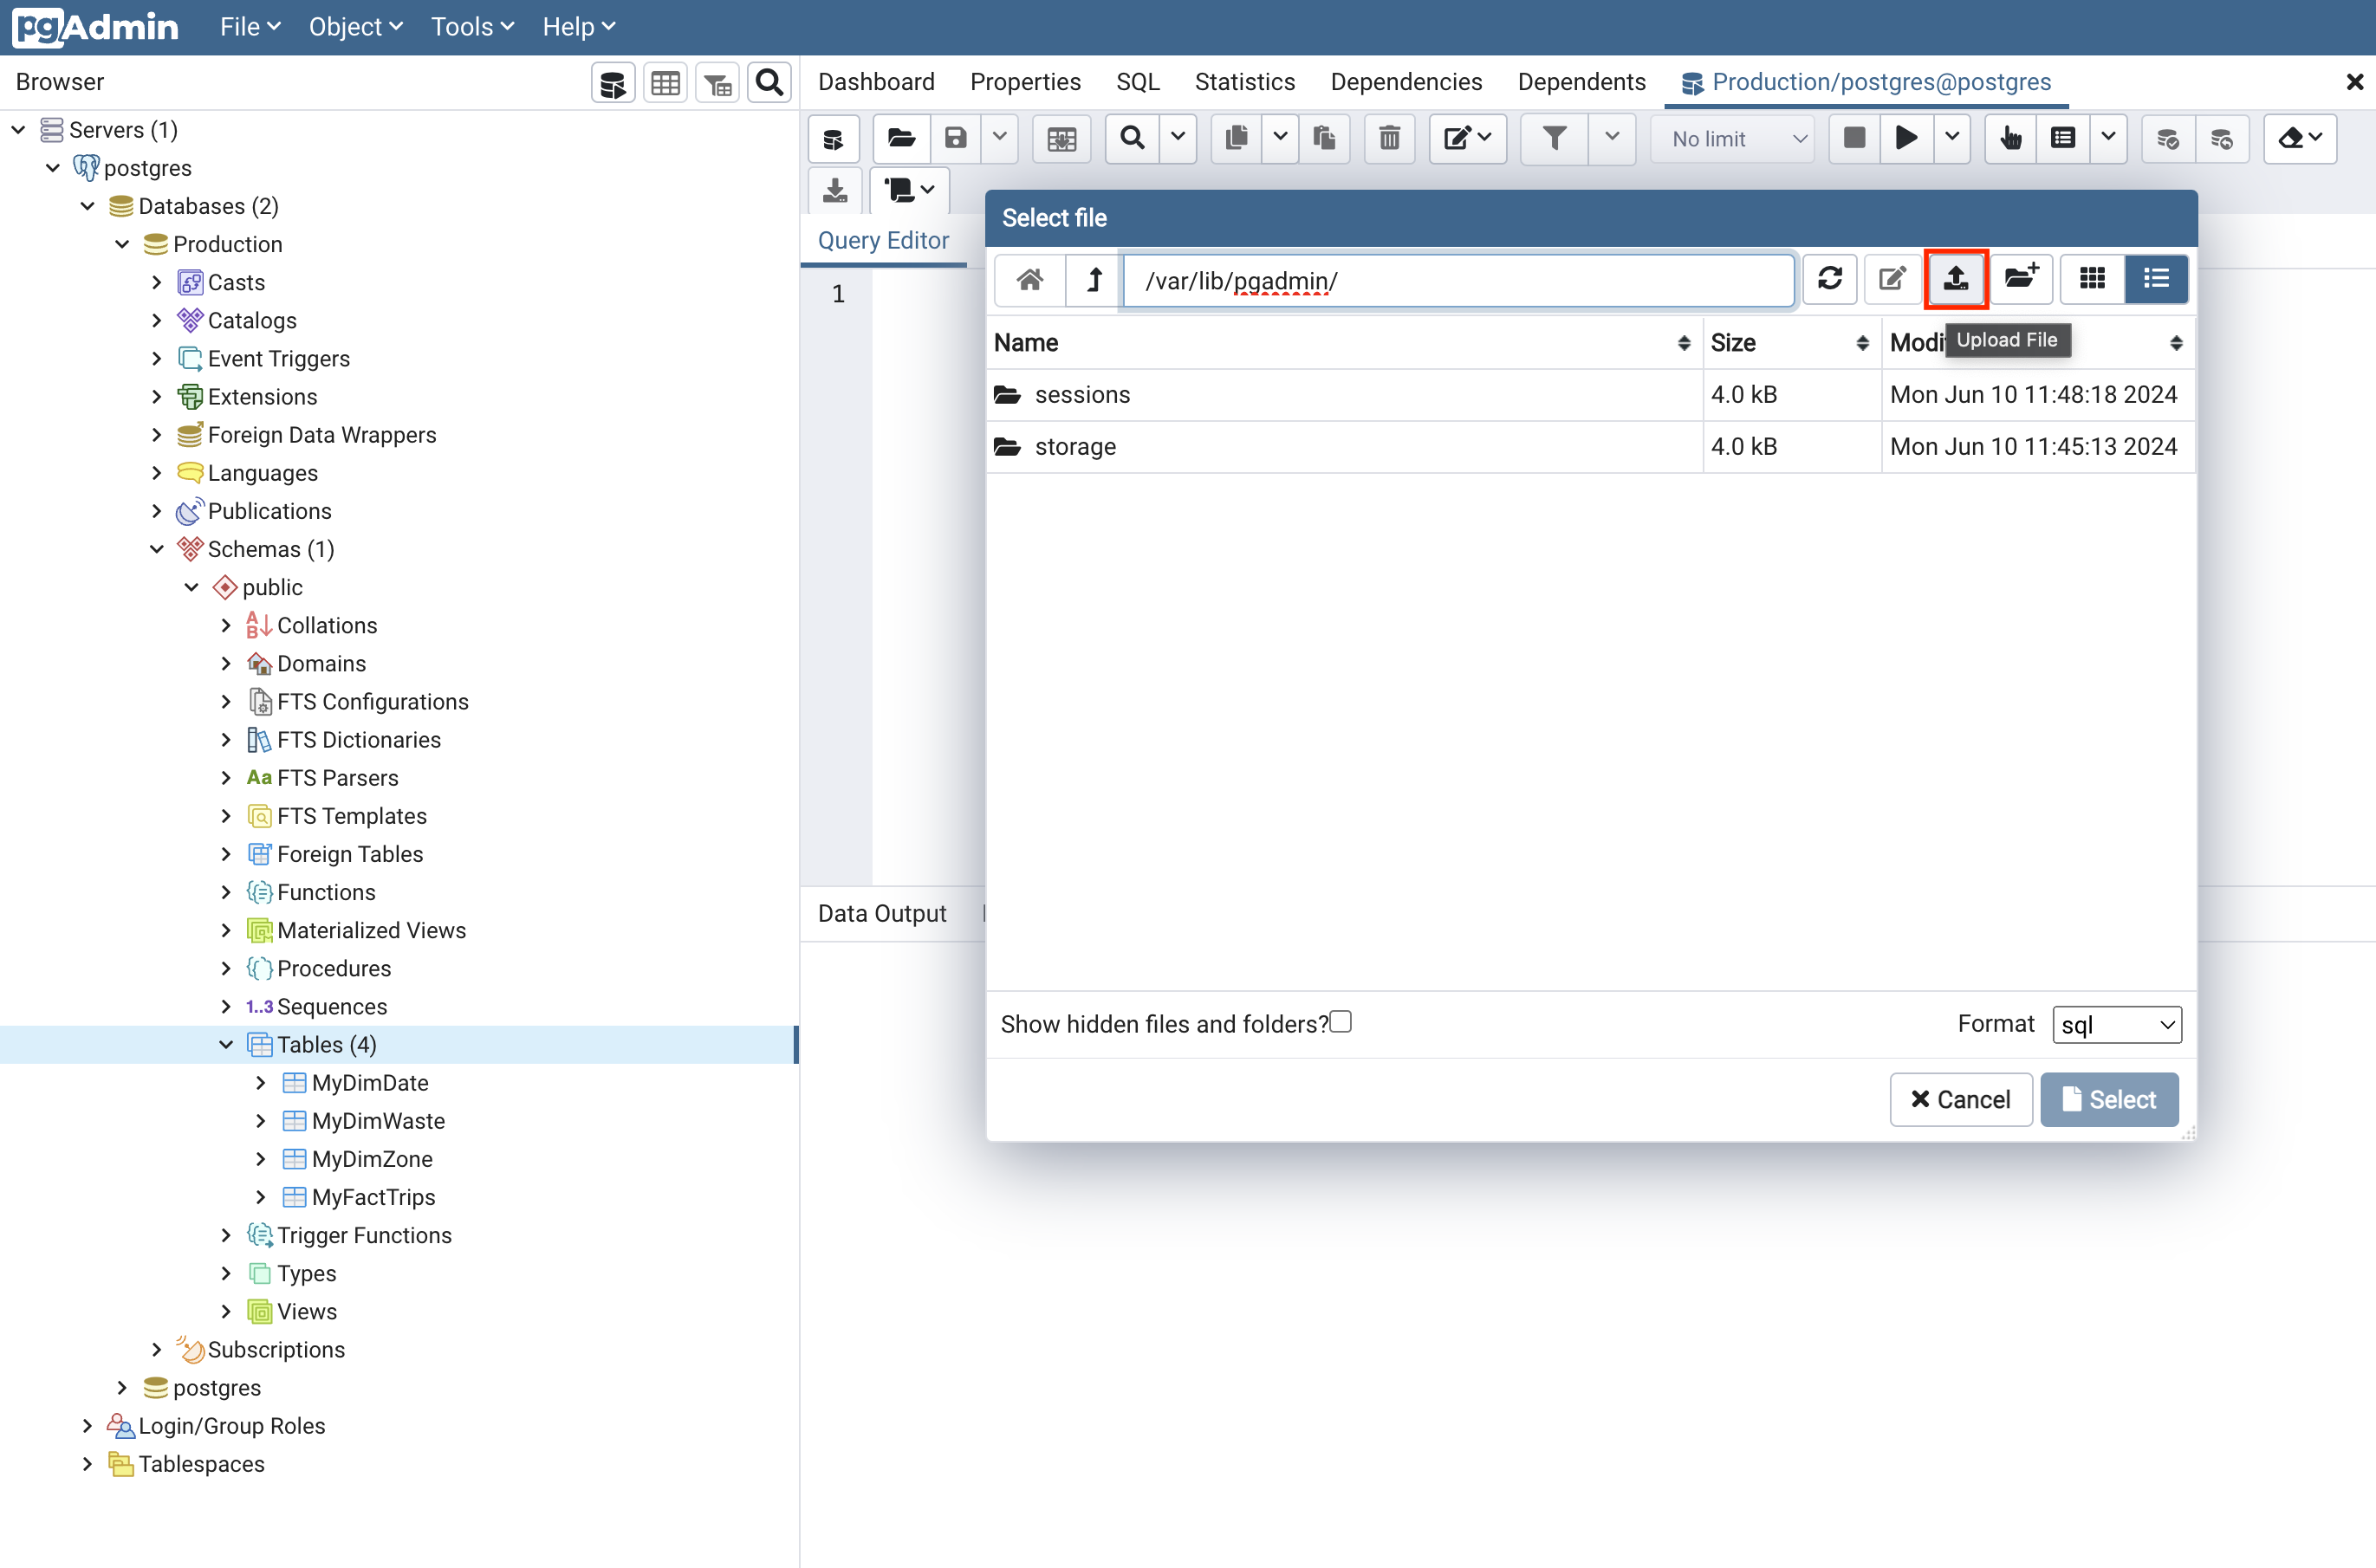 pgAdmin File Object Tools Help
Browser
Dashboard Properties SQL Statistics Dependencies Dependents Production/postgres@postgres
Servers (1)
postgres
Databases (2)
Production
Casts
Catalogs
Event Triggers
Extensions
Foreign Data Wrappers
Languages
Publications
Schemas (1)
public
Collations
Domains
FTS Configurations
FTS Dictionaries
Aa FTS Parsers
FTS Templates
Foreign Tables
Functions
Materialized Views
Procedures
1..3 Sequences
Tables (4)
MyDimDate
MyDimWaste
MyDimZone
MyFactTrips
Trigger Functions
Types
Views
Subscriptions
postgres
Login/Group Roles
Tablespaces
No limit
Query Editor
1
Data Output
Select file
/var/lib/pgadmin/
Upload File
Name Size Modi
sessions 4.0 kB Mon Jun 10 11:48:18 2024
storage 4.0 kB Mon Jun 10 11:45:13 2024
Show hidden files and folders? Format sql
Cancel Select